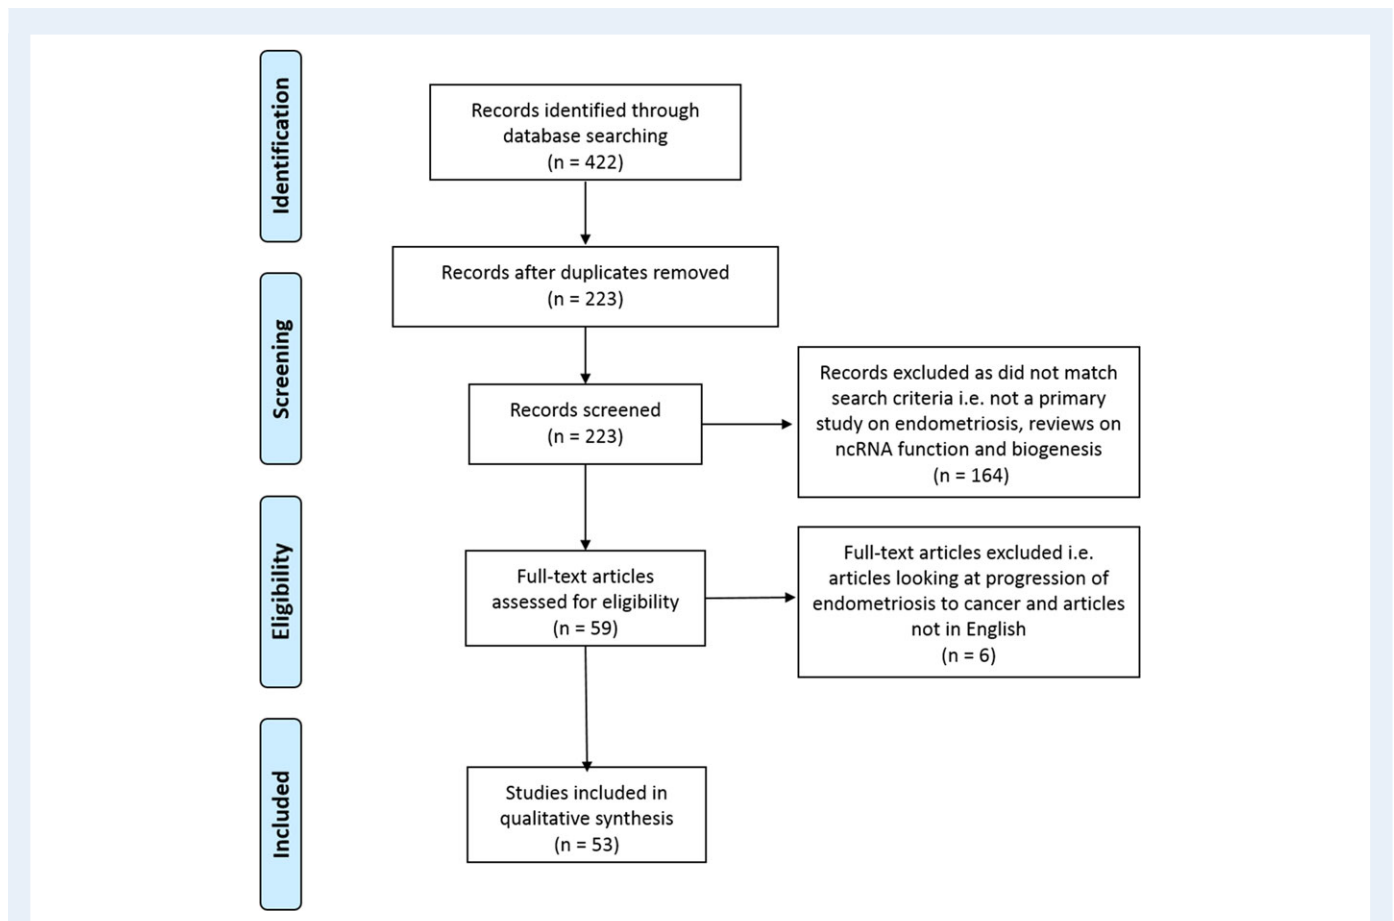 Identification
Records identified through
database searching
(n = 422)
Records after duplicates removed
(n = 223)
Screening
Records screened
(n = 223)
Records excluded as did not match
search criteria i.e. not a primary
study on endometriosis, reviews on
ncRNA function and biogenesis
(n = 164)
Eligibility
Full-text articles
assessed for eligibility
(n = 59)
Full-text articles excluded i.e.
articles looking at progression of
endometriosis to cancer and articles
not in English
(n = 6)
Included
Studies included in
qualitative synthesis
(n = 53)